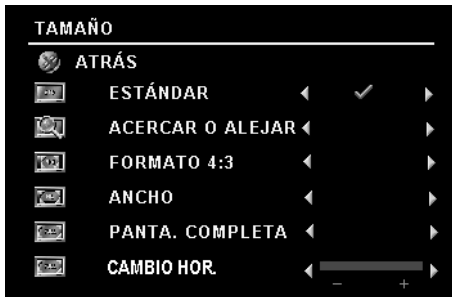 TAMAÑO
ATRÁS
ESTÁNDAR
ACERCAR O ALEJAR
FORMATO 4:3
ANCHO
PANTA. COMPLETA
CAMBIO HOR.
- +